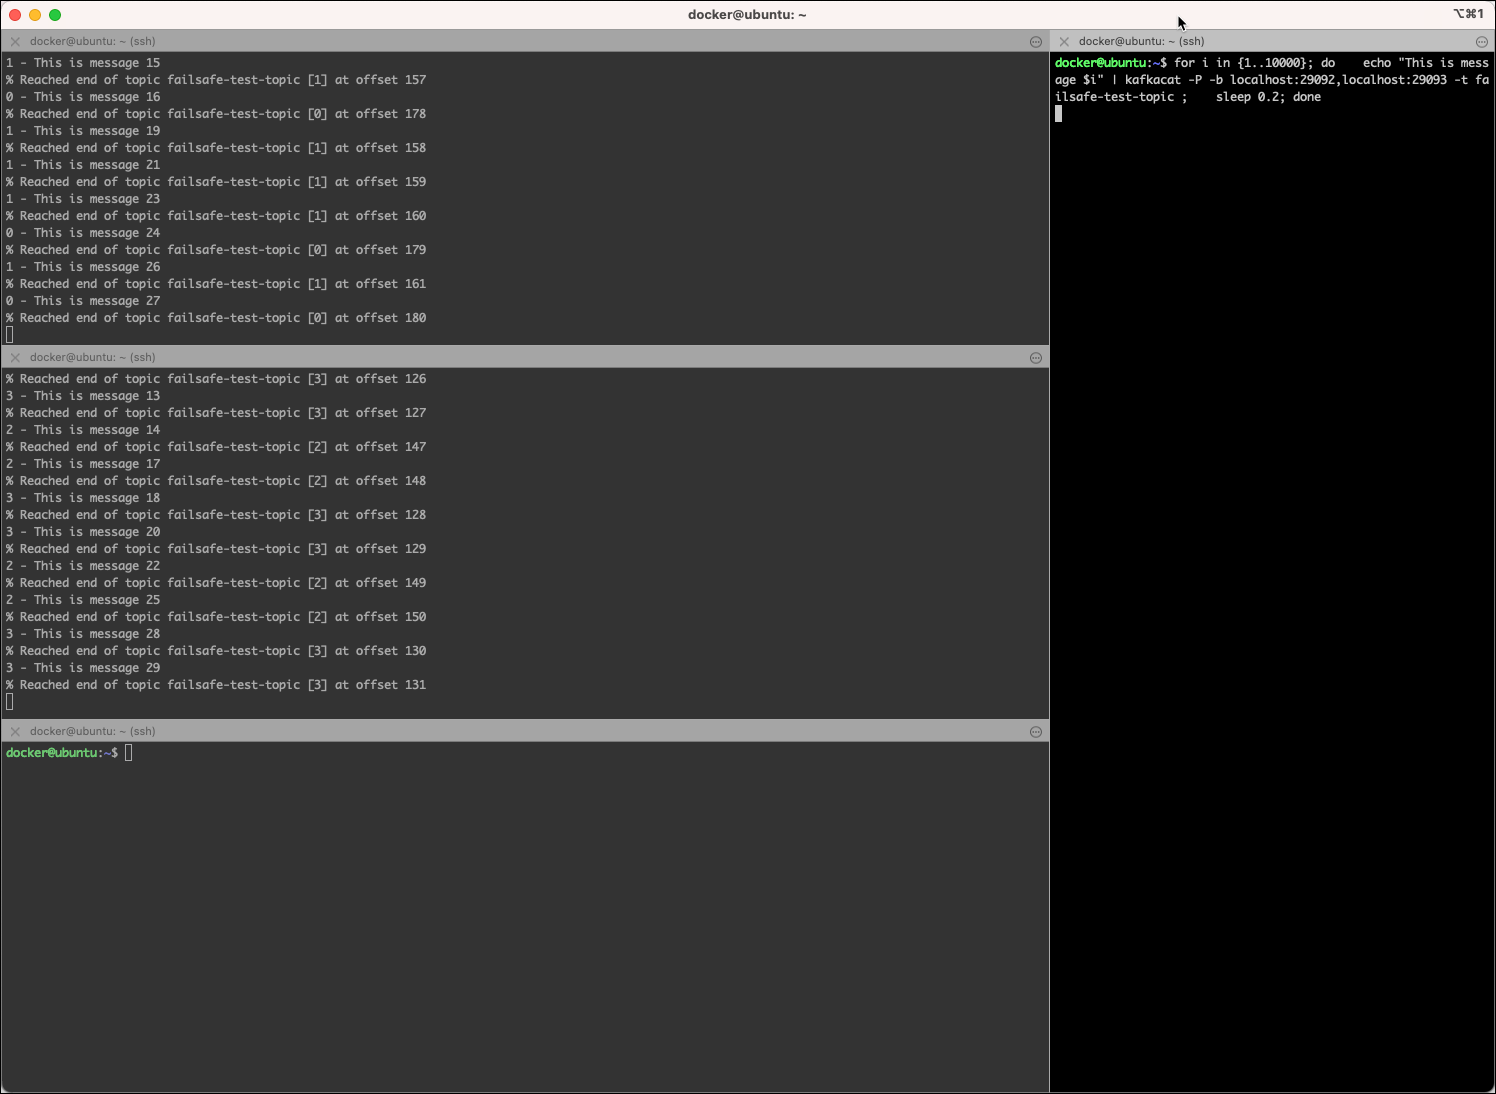 docker@ubuntu: ~
⌥⌘1
docker@ubuntu: ~ (ssh)
1 - This is message 15
% Reached end of topic failsafe-test-topic [1] at offset 157
0 - This is message 16
% Reached end of topic failsafe-test-topic [0] at offset 178
1 - This is message 19
% Reached end of topic failsafe-test-topic [1] at offset 158
1 - This is message 21
% Reached end of topic failsafe-test-topic [1] at offset 159
1 - This is message 23
% Reached end of topic failsafe-test-topic [1] at offset 160
0 - This is message 24
% Reached end of topic failsafe-test-topic [0] at offset 179
1 - This is message 26
% Reached end of topic failsafe-test-topic [1] at offset 161
0 - This is message 27
% Reached end of topic failsafe-test-topic [0] at offset 180
docker@ubuntu: ~ (ssh)
% Reached end of topic failsafe-test-topic [3] at offset 126
3 - This is message 13
% Reached end of topic failsafe-test-topic [3] at offset 127
2 - This is message 14
% Reached end of topic failsafe-test-topic [2] at offset 147
2 - This is message 17
% Reached end of topic failsafe-test-topic [2] at offset 148
3 - This is message 18
% Reached end of topic failsafe-test-topic [3] at offset 128
3 - This is message 20
% Reached end of topic failsafe-test-topic [3] at offset 129
2 - This is message 22
% Reached end of topic failsafe-test-topic [2] at offset 149
2 - This is message 25
% Reached end of topic failsafe-test-topic [2] at offset 150
3 - This is message 28
% Reached end of topic failsafe-test-topic [3] at offset 130
3 - This is message 29
% Reached end of topic failsafe-test-topic [3] at offset 131
docker@ubuntu: ~ (ssh)
docker@ubuntu:~$
docker@ubuntu: ~ (ssh)
docker@ubuntu:~$ for i in {1..10000}; do    echo "This is mess
age $i" | kafkacat -P -b localhost:29092,localhost:29093 -t fa
ilsafe-test-topic ;    sleep 0.2; done